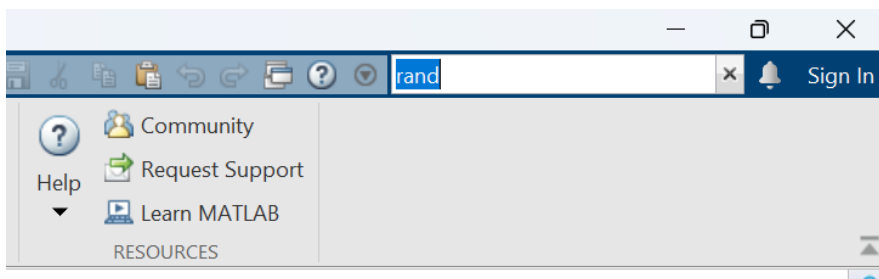 rand
Sign In
Help
Community
Request Support
Learn MATLAB
RESOURCES